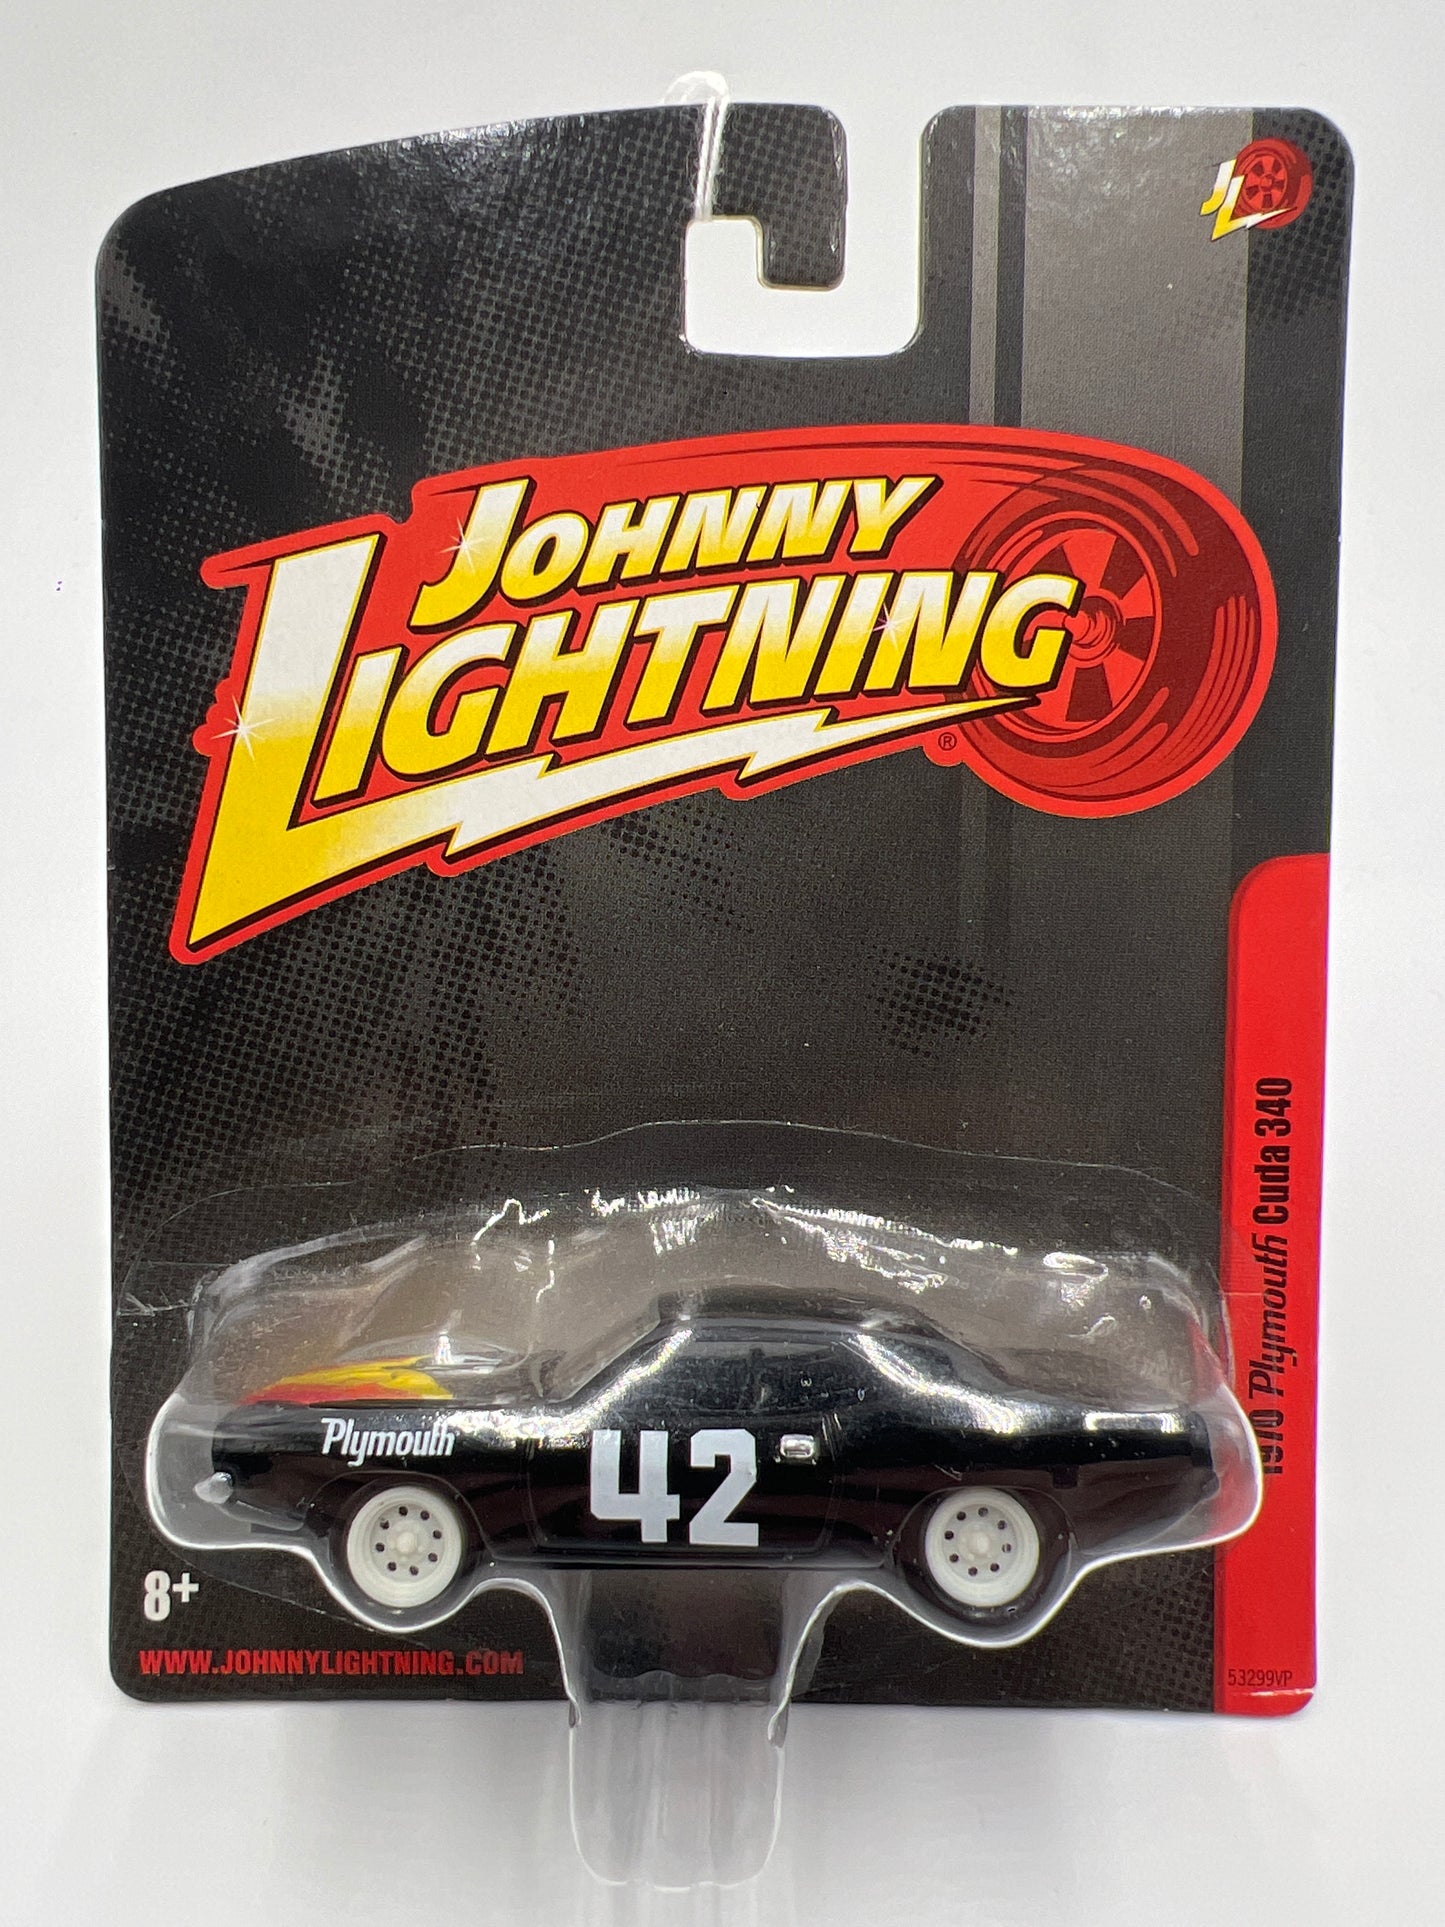 JL
JOHNNY
LIGHTNING
®
1970 Plymouth Cuda 340
Plymouth
42
8+
WWW.JOHNNYLIGHTNING.COM
53299VP